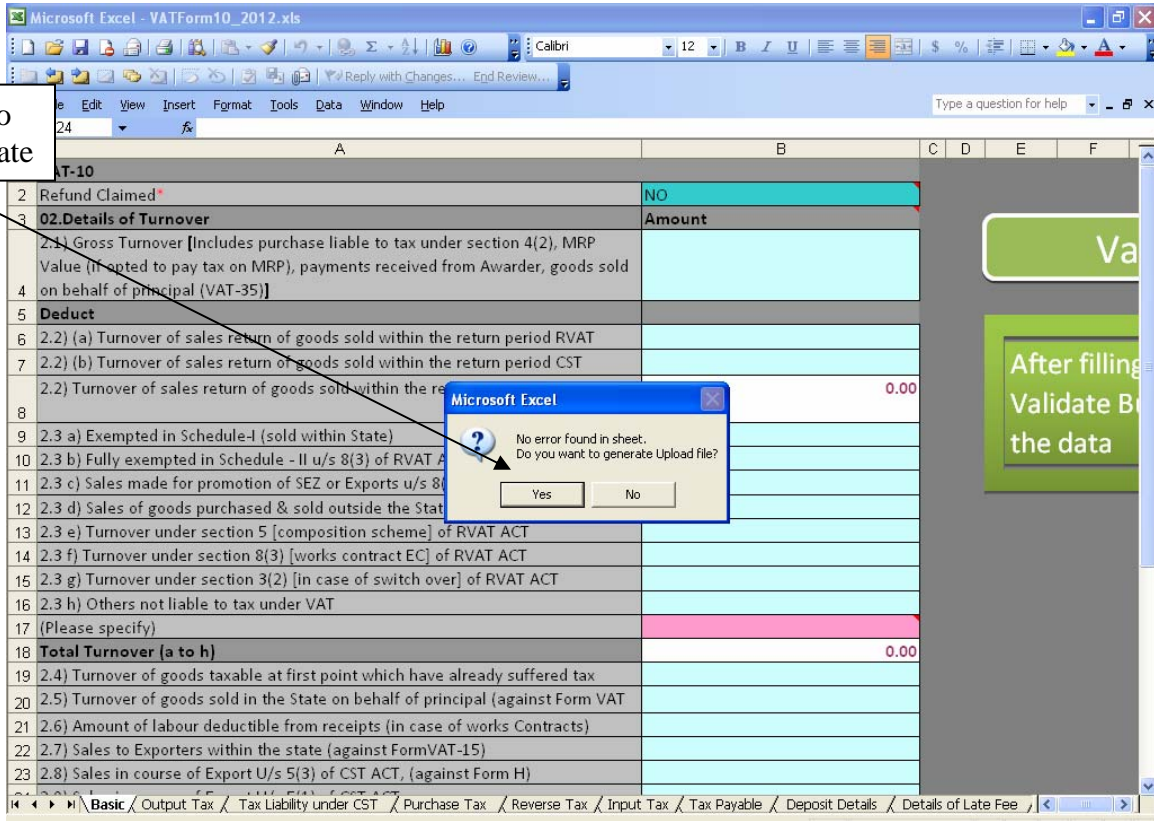 Microsoft Excel - VATForm10_2012.xls
Calibri 12 B I U $ %
Reply with Changes... End Review...
Edit View Insert Format Tools Data Window Help Type a question for help
24 fx
A B C D E F
VAT-10
2 Refund Claimed* NO
3 02.Details of Turnover Amount
2.1) Gross Turnover [Includes purchase liable to tax under section 4(2), MRP
Value (if opted to pay tax on MRP), payments received from Awarder, goods sold
4 on behalf of principal (VAT-35)]
5 Deduct
6 2.2) (a) Turnover of sales return of goods sold within the return period RVAT
7 2.2) (b) Turnover of sales return of goods sold within the return period CST
2.2) Turnover of sales return of goods sold within the re 0.00
8
9 2.3 a) Exempted in Schedule-I (sold within State)
10 2.3 b) Fully exempted in Schedule - II u/s 8(3) of RVAT A
11 2.3 c) Sales made for promotion of SEZ or Exports u/s 8(
12 2.3 d) Sales of goods purchased & sold outside the Stat
13 2.3 e) Turnover under section 5 [composition scheme] of RVAT ACT
14 2.3 f) Turnover under section 8(3) [works contract EC] of RVAT ACT
15 2.3 g) Turnover under section 3(2) [in case of switch over] of RVAT ACT
16 2.3 h) Others not liable to tax under VAT
17 (Please specify)
18 Total Turnover (a to h) 0.00
19 2.4) Turnover of goods taxable at first point which have already suffered tax
20 2.5) Turnover of goods sold in the State on behalf of principal (against Form VAT
21 2.6) Amount of labour deductible from receipts (in case of works Contracts)
22 2.7) Sales to Exporters within the state (against FormVAT-15)
23 2.8) Sales in course of Export U/s 5(3) of CST ACT, (against Form H)
Basic Output Tax Tax Liability under CST Purchase Tax Reverse Tax Input Tax Tax Payable Deposit Details Details of Late Fee
Microsoft Excel
No error found in sheet.
Do you want to generate Upload file?
Yes No
Va
After filling
Validate B
the data
o
ate